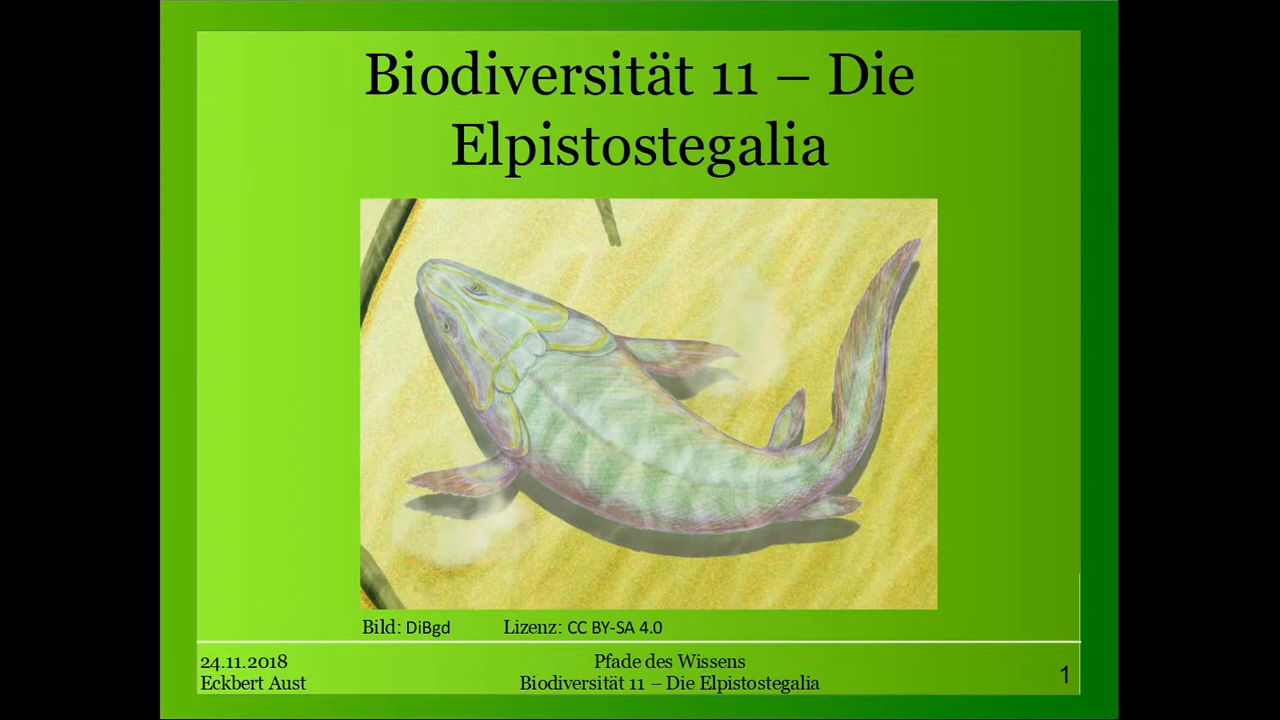 Biodiversität 11 – Die
Elpistostegalia
Bild: DiBgd Lizenz: CC BY-SA 4.0
24.11.2018
Eckbert Aust
Pfade des Wissens
Biodiversität 11 – Die Elpistostegalia
1